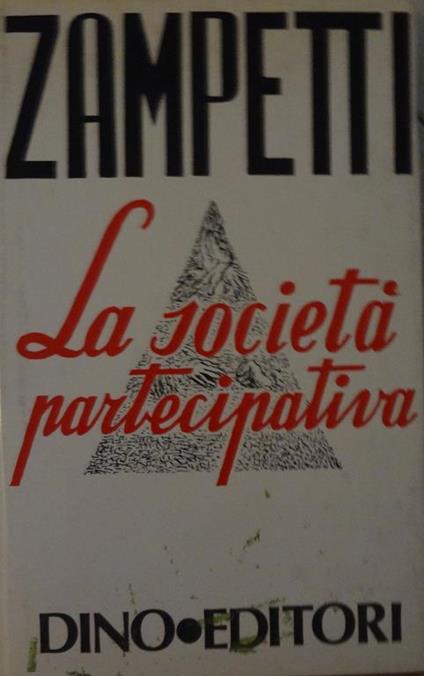 ZAMPETTI
La società
partecipativa
DINO•EDITORI